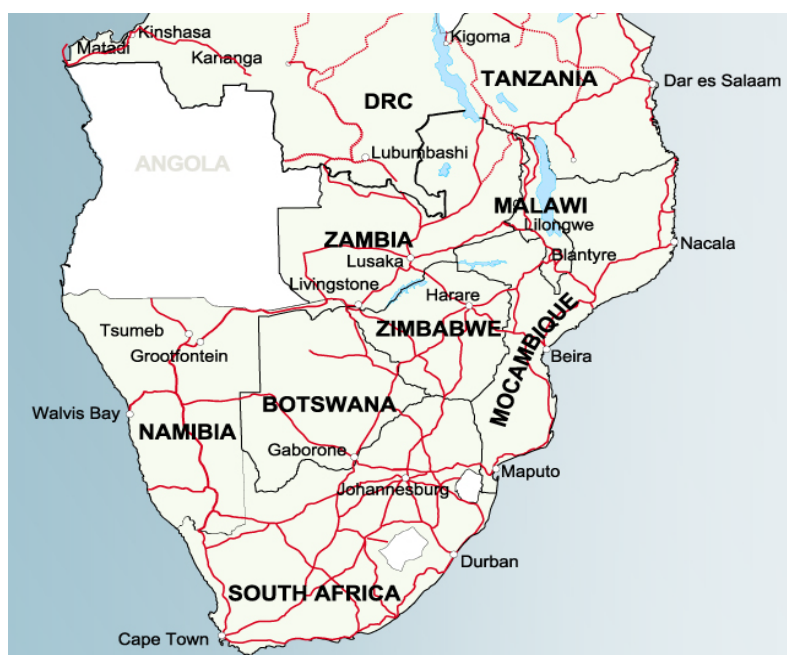 Kinshasa
Matadi
Kigoma
Kananga
TANZANIA
Dar es Salaam
DRC
Lubumbashi
ANGOLA
MALAWI
Lilongwe
ZAMBIA
Nacala
Lusaka
Blantyre
Livingstone
Harare
MOCAMBIQUE
Tsumeb
ZIMBABWE
Grootfontein
Beira
BOTSWANA
Walvis Bay
NAMIBIA
Gaborone
Maputo
Johannesburg
Durban
SOUTH AFRICA
Cape Town